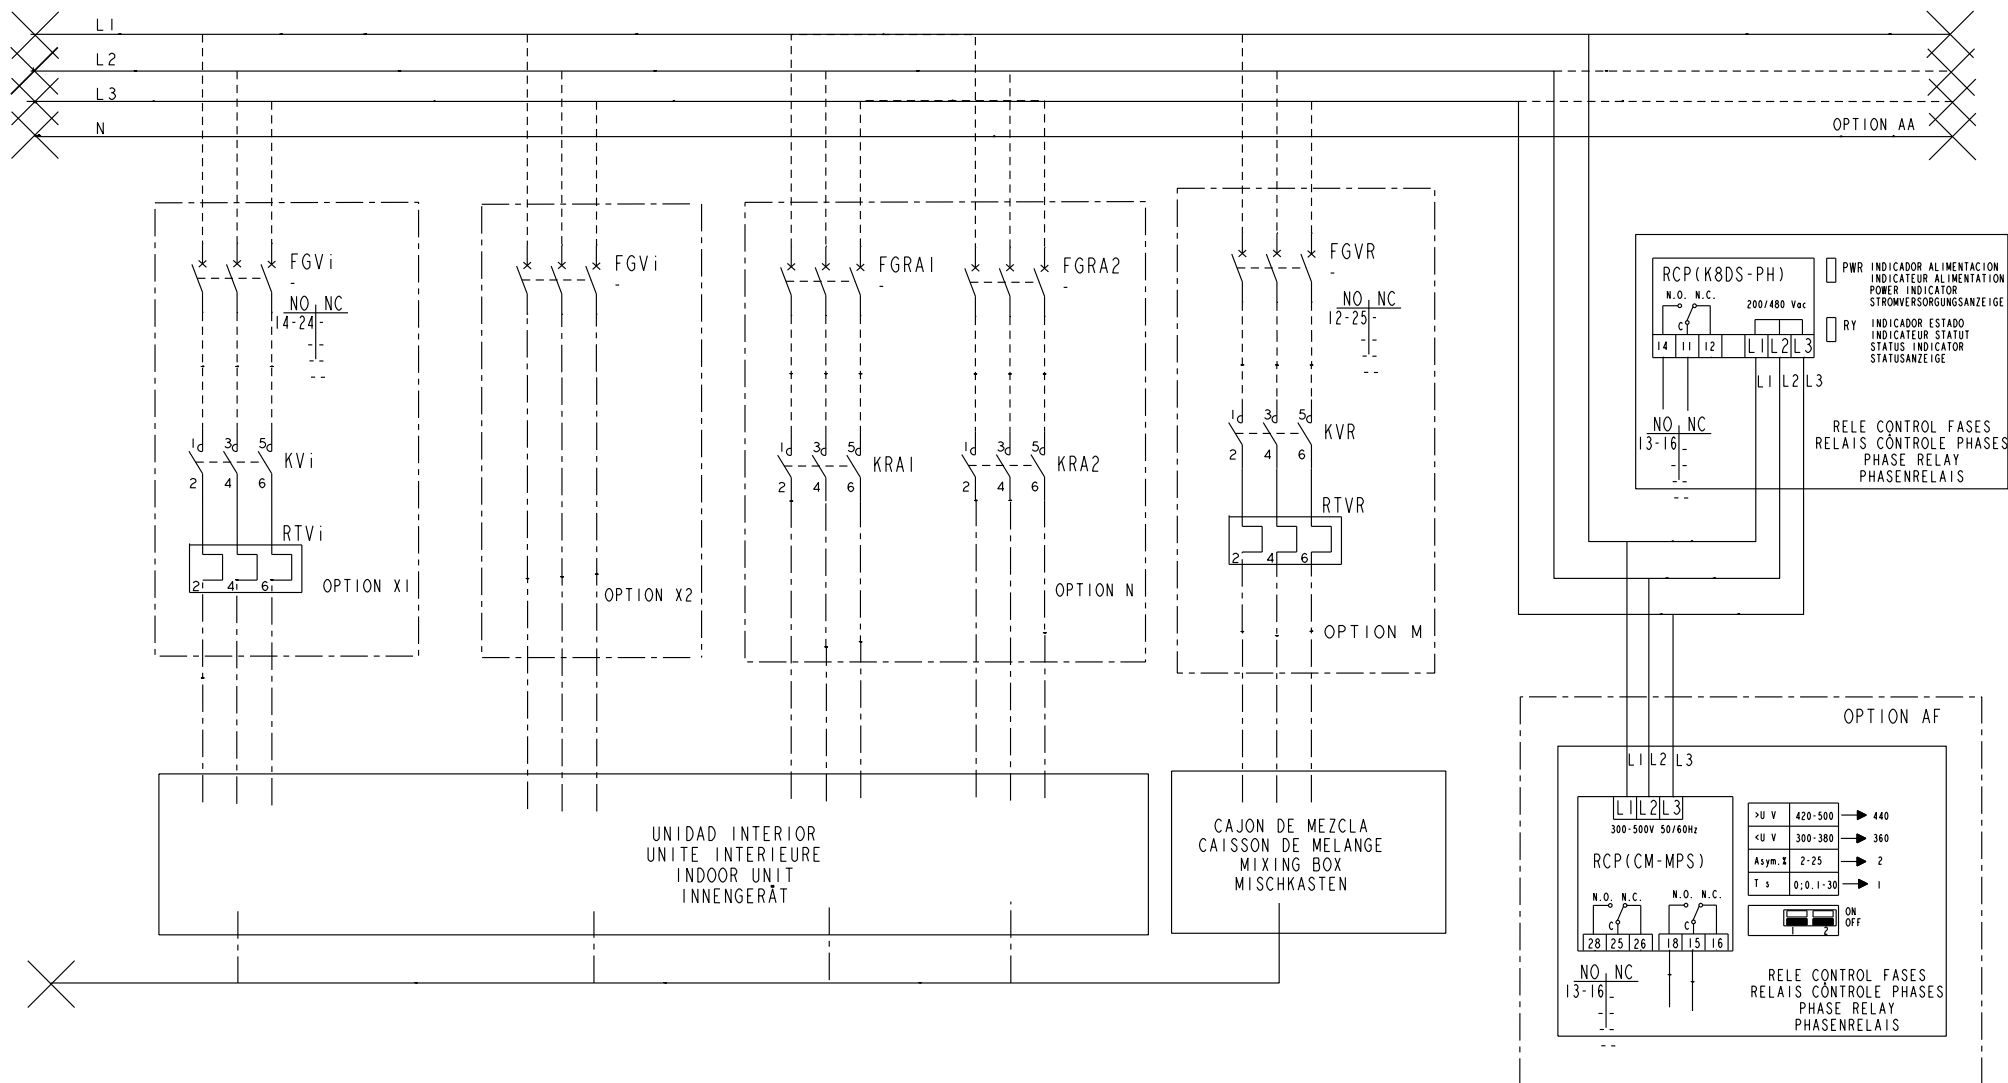 L1
L2
L3
N
OPTION AA
FGVi
-
NO NC
14-24 -
- -
- -
1 3 5
KVi
2 4 6
RTVi
2 4 6
OPTION X1
FGVi
-
OPTION X2
FGRA1
-
FGRA2
-
1 3 5
KRA1
2 4 6
1 3 5
KRA2
2 4 6
OPTION N
FGVR
-
NO NC
12-25 -
- -
- -
1 3 5
KVR
2 4 6
RTVR
2 4 6
OPTION M
RCP(K8DS-PH)
N.O. N.C.
200/480 Vac
C
14 11 12 L1 L2 L3
L1 L2 L3
PWR INDICADOR ALIMENTACION
INDICATEUR ALIMENTATION
POWER INDICATOR
STROMVERSORGUNGSANZEIGE
RY INDICADOR ESTADO
INDICATEUR STATUT
STATUS INDICATOR
STATUSANZEIGE
NO NC
13-16 -
- -
- -
RELE CONTROL FASES
RELAIS CÔNTROLE PHASES
PHASE RELAY
PHASENRELAIS
UNIDAD INTERIOR
UNITE INTERIEURE
INDOOR UNIT
INNENGERÄT
CAJON DE MEZCLA
CAISSON DE MELANGE
MIXING BOX
MISCHKASTEN
OPTION AF
L1 L2 L3
L1 L2 L3
300-500V 50/60Hz
RCP(CM-MPS)
N.O. N.C. N.O. N.C.
C C
28 25 26 18 15 16
>U V 420-500 440
<U V 300-380 360
Asym.% 2-25 2
T s 0;0.1-30 1
ON
OFF
1 2
NO NC
13-16 -
- -
- -
RELE CONTROL FASES
RELAIS CÔNTROLE PHASES
PHASE RELAY
PHASENRELAIS